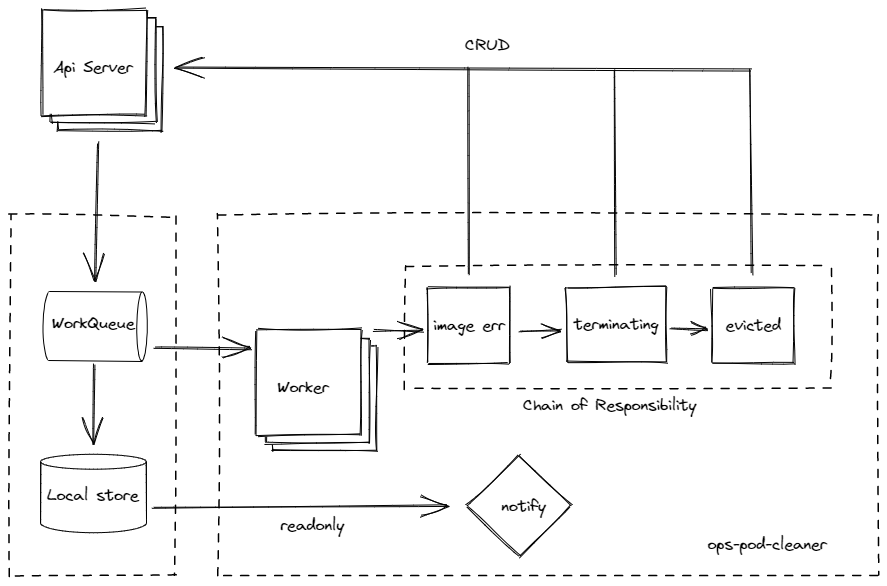 CRUD
Api Server
WorkQueue
image err
terminating
evicted
Worker
Chain of Responsibility
Local store
readonly
notify
ops-pod-cleaner